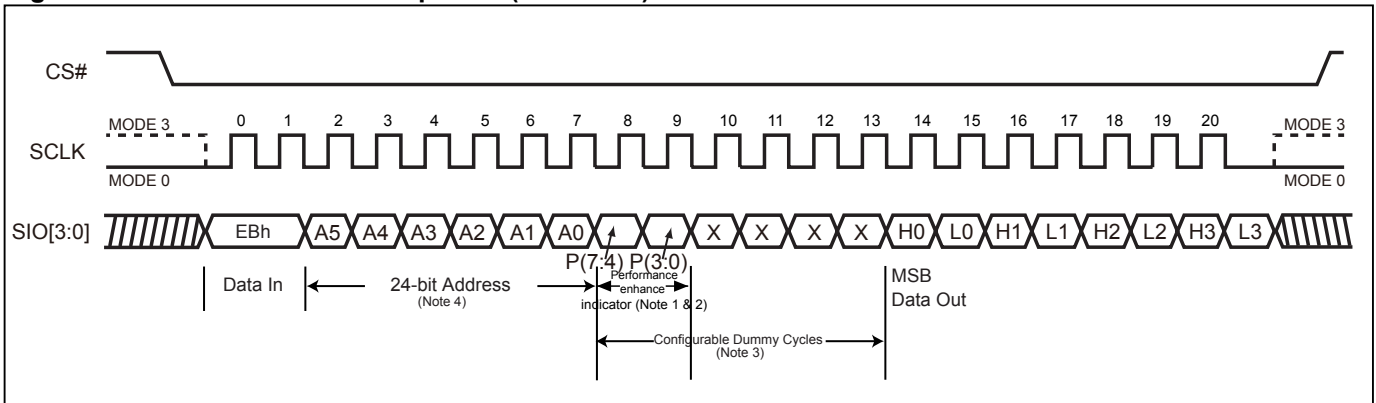 CS#
MODE 3
0 1 2 3 4 5 6 7 8 9 10 11 12 13 14 15 16 17 18 19 20
MODE 3
SCLK
MODE 0
MODE 0
SIO[3:0]
EBh A5 A4 A3 A2 A1 A0 X X X X H0 L0 H1 L1 H2 L2 H3 L3
P(7:4) P(3:0)
Data In
24-bit Address
(Note 4)
Performance
enhance
indicator (Note 1 & 2)
MSB
Data Out
Configurable Dummy Cycles
(Note 3)